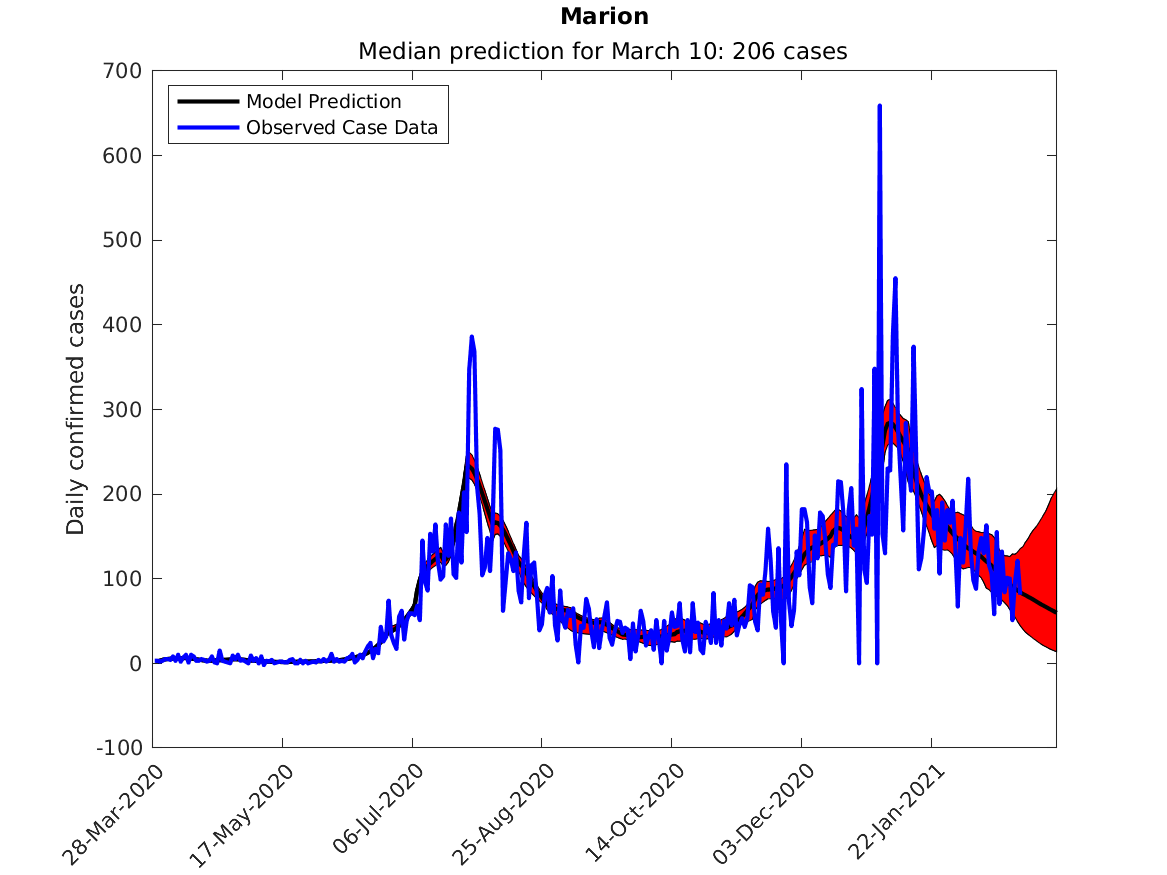 Marion
Median prediction for March 10: 206 cases
700
Model Prediction
Observed Case Data
600
500
400
300
200
100
0
-100
Daily confirmed cases
28-Mar-2020
17-May-2020
06-Jul-2020
25-Aug-2020
14-Oct-2020
03-Dec-2020
22-Jan-2021